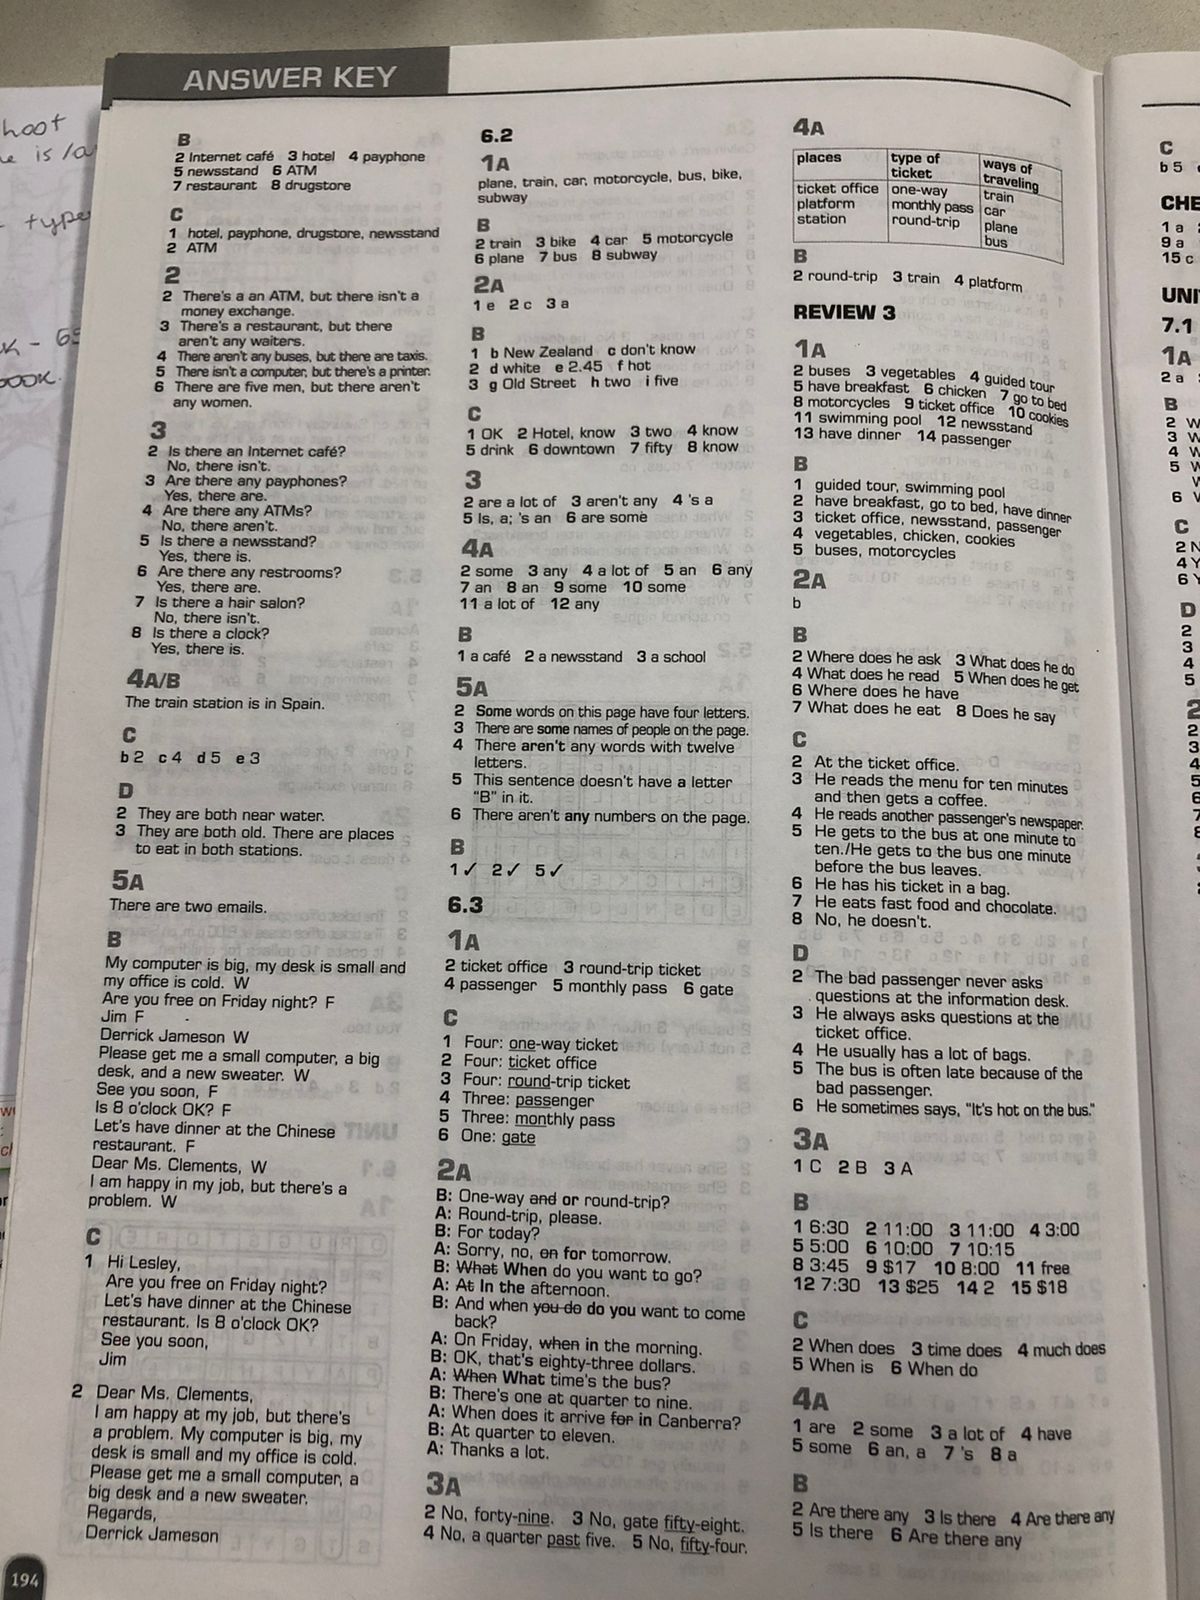 hoot
e is la
type
ANSWER KEY
B
2 Internet café 3 hotel 4 payphone
5 newsstand 6 ATM
7 restaurant 8 drugstore
C
1 hotel, payphone, drugstore, newsstand
2 ATM
2
2 There's a an ATM, but there isn't a
money exchange.
3 There's a restaurant, but there
aren't any waiters.
4 There aren't any buses, but there are taxis.
5 There isn't a computer, but there's a printer.
6 There are five men, but there aren't
any women.
3
2 Is there an Internet café?
No, there isn't.
3 Are there any payphones?
Yes, there are.
4 Are there any ATMs?
No, there aren't.
5 Is there a newsstand?
Yes, there is.
6 Are there any restrooms?
Yes, there are.
7 Is there a hair salon?
No, there isn't.
8 Is there a clock?
Yes, there is.
4A/B
The train station is in Spain.
C
b 2 c 4 d 5 e 3
D
2 They are both near water.
3 They are both old. There are places
to eat in both stations.
5A
There are two emails.
B
My computer is big, my desk is small and
my office is cold. W
Are you free on Friday night? F
Jim F
Derrick Jameson W
Please get me a small computer, a big
desk, and a new sweater. W
See you soon, F
Is 8 o'clock OK? F
Let's have dinner at the Chinese
restaurant. F
Dear Ms. Clements, W
I am happy in my job, but there's a
problem. W
C
1 Hi Lesley,
Are you free on Friday night?
Let's have dinner at the Chinese
restaurant. Is 8 o'clock OK?
See you soon,
Jim
2 Dear Ms. Clements,
I am happy at my job, but there's
a problem. My computer is big, my
desk is small and my office is cold.
Please get me a small computer, a
big desk and a new sweater.
Regards,
Derrick Jameson
194
6.2
1A
plane, train, car, motorcycle, bus, bike,
subway
B
2 train 3 bike 4 car 5 motorcycle
6 plane 7 bus 8 subway
2A
1 e 2 c 3 a
B
1 b New Zealand c don't know
2 d white e 2.45 f hot
3 g Old Street h two i five
C
1 OK 2 Hotel, know 3 two 4 know
5 drink 6 downtown 7 fifty 8 know
3
2 are a lot of 3 aren't any 4 's a
5 Is, a; 's an 6 are some
4A
2 some 3 any 4 a lot of 5 an 6 any
7 an 8 an 9 some 10 some
11 a lot of 12 any
B
1 a café 2 a newsstand 3 a school
5A
2 Some words on this page have four letters.
3 There are some names of people on the page.
4 There aren't any words with twelve
letters.
5 This sentence doesn't have a letter
"B" in it.
6 There aren't any numbers on the page.
B
1 ✓ 2 ✓ 5 ✓
6.3
1A
2 ticket office 3 round-trip ticket
4 passenger 5 monthly pass 6 gate
C
1 Four: one-way ticket
2 Four: ticket office
3 Four: round-trip ticket
4 Three: passenger
5 Three: monthly pass
6 One: gate
2A
B: One-way and or round-trip?
A: Round-trip, please.
B: For today?
A: Sorry, no, on for tomorrow.
B: What When do you want to go?
A: At In the afternoon.
B: And when you do do you want to come
back?
A: On Friday, when in the morning.
B: OK, that's eighty-three dollars.
A: When What time's the bus?
B: There's one at quarter to nine.
A: When does it arrive for in Canberra?
B: At quarter to eleven.
A: Thanks a lot.
3A
2 No, forty-nine. 3 No, gate fifty-eight.
4 No, a quarter past five. 5 No, fifty-four.
4A
places type of ticket ways of traveling
ticket office one-way train
platform monthly pass car
station round-trip plane
bus
B
2 round-trip 3 train 4 platform
REVIEW 3
1A
2 buses 3 vegetables 4 guided tour
5 have breakfast 6 chicken 7 go to bed
8 motorcycles 9 ticket office 10 cookies
11 swimming pool 12 newsstand
13 have dinner 14 passenger
B
1 guided tour, swimming pool
2 have breakfast, go to bed, have dinner
3 ticket office, newsstand, passenger
4 vegetables, chicken, cookies
5 buses, motorcycles
2A
b
B
2 Where does he ask 3 What does he do
4 What does he read 5 When does he get
6 Where does he have
7 What does he eat 8 Does he say
C
2 At the ticket office.
3 He reads the menu for ten minutes
and then gets a coffee.
4 He reads another passenger's newspaper.
5 He gets to the bus at one minute to
ten./He gets to the bus one minute
before the bus leaves.
6 He has his ticket in a bag.
7 He eats fast food and chocolate.
8 No, he doesn't.
D
2 The bad passenger never asks
questions at the information desk.
3 He always asks questions at the
ticket office.
4 He usually has a lot of bags.
5 The bus is often late because of the
bad passenger.
6 He sometimes says, "It's hot on the bus."
3A
1 C 2 B 3 A
B
1 6:30 2 11:00 3 11:00 4 3:00
5 5:00 6 10:00 7 10:15
8 3:45 9 $17 10 8:00 11 free
12 7:30 13 $25 14 2 15 $18
C
2 When does 3 time does 4 much does
5 When is 6 When do
4A
1 are 2 some 3 a lot of 4 have
5 some 6 an, a 7 's 8 a
B
2 Are there any 3 Is there 4 Are there any
5 Is there 6 Are there any
C
b 5
CHE
1 a
9 a
15 c
UNI
7.1
1A
2 a
B
2 W
3 W
4 W
5 W
6
C
2 N
4 Y
6 Y
D
2
3
4
5
2
2
3
4
5
6
7